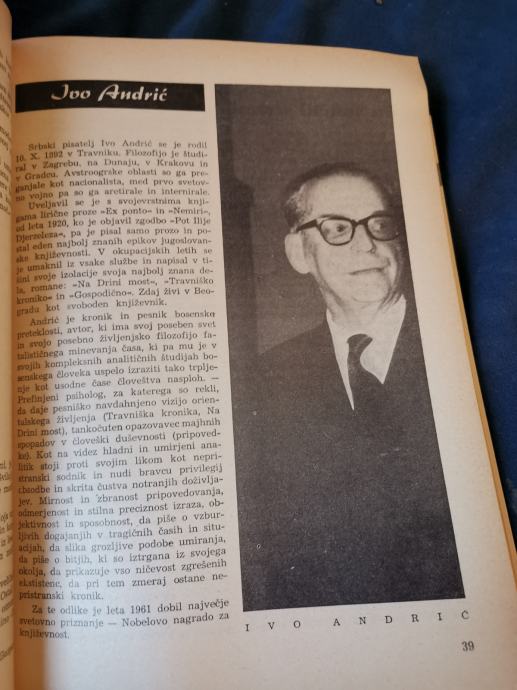 Ivo Andrić
Srbski pisatelj Ivo Andrić se je rodil
10. X. 1892 v Travniku. Filozofijo je študi-
ral v Zagrebu, na Dunaju, v Krakovu in
v Gradcu. Avstroogrske oblasti so ga pre-
ganjale kot nacionalista, med prvo svetov-
no vojno pa so ga aretirale in internirale.
Uveljavil se je s svojevrstnima knji-
gama lirične proze »Ex ponto« in »Nemiri«,
od leta 1920, ko je objavil zgodbo »Pot Ilije
Djerzeleza«, pa je pisal samo prozo in po-
stal eden najbolj znanih epikov jugoslovan-
ske književnosti. V okupacijskih letih se
je umaknil iz vsake službe in napisal v ti-
šini svoje izolacije svoja najbolj znana de-
la, romane: »Na Drini most«, »Travniško
kroniko« in »Gospodično«. Zdaj živi v Beo-
gradu kot svoboden književnik.
Andrić je kronik in pesnik bosenske
preteklosti, avtor, ki ima svoj poseben svet
in svojo posebno življenjsko filozofijo fa-
talističnega minevanja časa, ki pa mu je v
svojih kompleksnih analitičnih študijah bo-
senskega človeka uspelo izraziti tako trplje-
nje kot usodne čase človeštva nasploh. —
Prefinjeni psiholog, za katerega so rekli,
da daje pesniško navdahnjeno vizijo orien-
talskega življenja (Travniška kronika, Na
Drini most), tankočuten opazovavec majhnih
spopadov v človeški duševnosti (pripoved-
ke). Kot na videz hladni in umirjeni ana-
litik stoji proti svojim likom kot nepri-
stranski sodnik in nudi bravcu privilegij
obsodbe in skrita čustva notranjih doživlja-
jev. Mirnost in zbranost pripovedovanja,
odmerjenost in stilna preciznost izraza, ob-
jektivnost in sposobnost, da piše o vzbur-
ljivih dogajanjih v tragičnih časih in situ-
acijah, da slika grozljive podobe umiranja,
da piše o bitjih, ki so iztrgana iz svojega
okolja, da prikazuje vso ničevost zgrešenih
eksistenc, da pri tem zmeraj ostane ne-
pristranski kronik.
Za te odlike je leta 1961 dobil največje
svetovno priznanje — Nobelovo nagrado za
književnost.
IVO ANDRIĆ
39